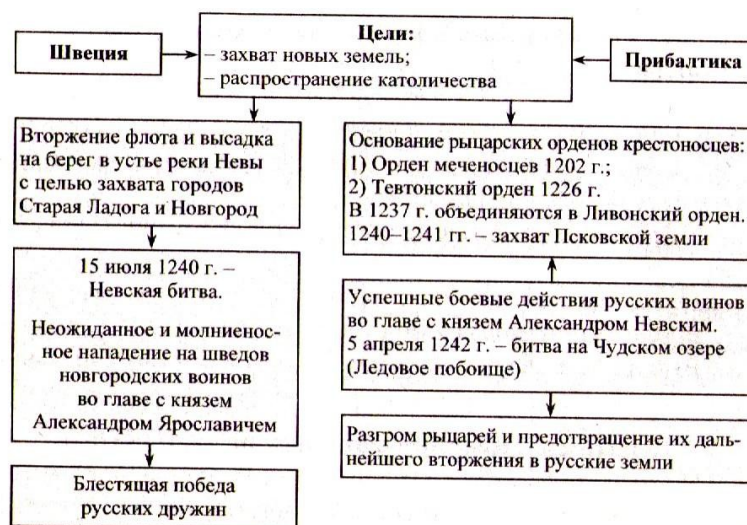 Швеция
Цели:
– захват новых земель;
– распространение католичества
Прибалтика
Вторжение флота и высадка
на берег в устье реки Невы
с целью захвата городов
Старая Ладога и Новгород
15 июля 1240 г. –
Невская битва.
Неожиданное и молниенос-
ное нападение на шведов
новгородских воинов
во главе с князем
Александром Ярославичем
Блестящая победа
русских дружин
Основание рыцарских орденов крестоносцев:
1) Орден меченосцев 1202 г.;
2) Тевтонский орден 1226 г.
В 1237 г. объединяются в Ливонский орден.
1240–1241 гг. – захват Псковской земли
Успешные боевые действия русских воинов
во главе с князем Александром Невским.
5 апреля 1242 г. – битва на Чудском озере
(Ледовое побоище)
Разгром рыцарей и предотвращение их даль-
нейшего вторжения в русские земли